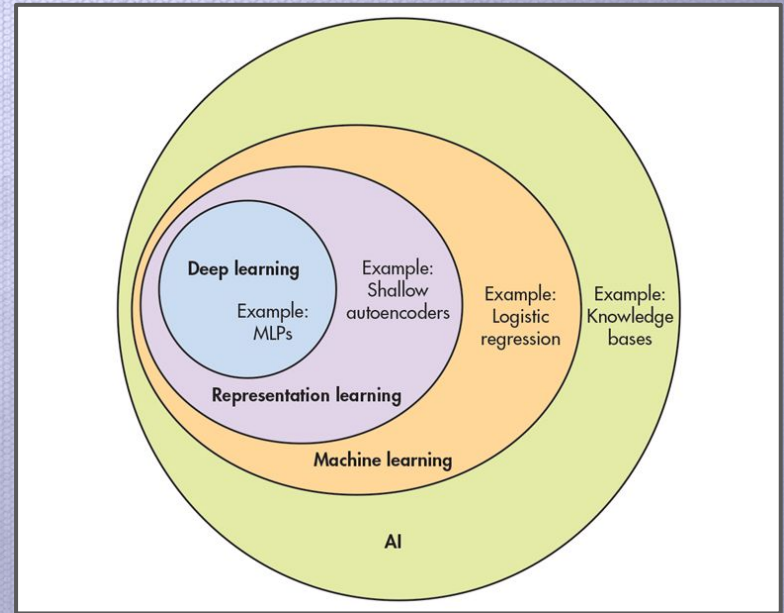 Deep learning
Example:
MLPs
Example:
Shallow
autoencoders
Example:
Logistic
regression
Example:
Knowledge
bases
Representation learning
Machine learning
AI